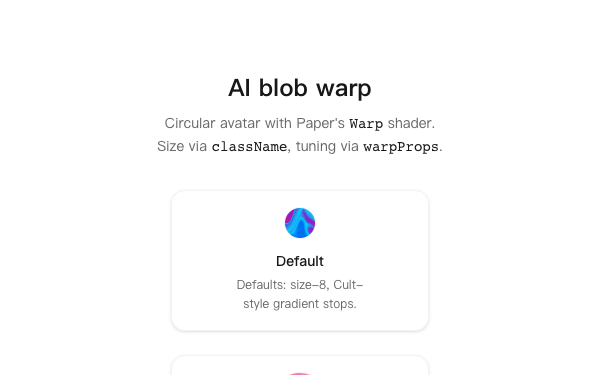 AI blob warp
Circular avatar with Paper's Warp shader.
Size via className, tuning via warpProps.
Default
Defaults: size-8, Cult-
style gradient stops.